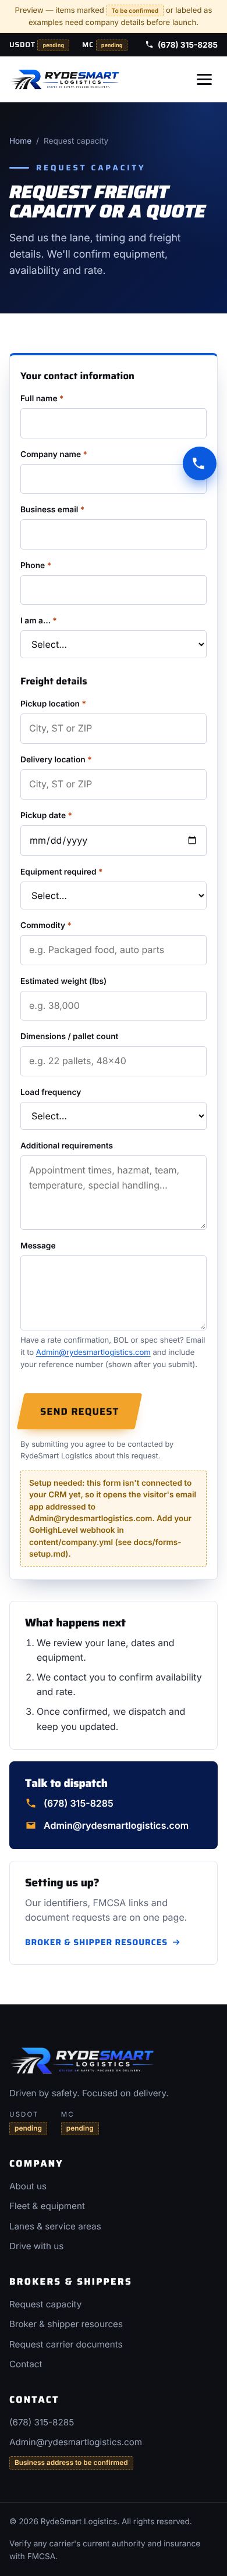 Preview — items marked To be confirmed or labeled as
examples need company details before launch.
USDOT pending MC pending (678) 315-8285
RYDESMART
LOGISTICS
Home / Request capacity
REQUEST CAPACITY
REQUEST FREIGHT
CAPACITY OR A QUOTE
Send us the lane, timing and freight
details. We'll confirm equipment,
availability and rate.
Your contact information
Full name *
Company name *
Business email *
Phone *
I am a... *
Select...
Freight details
Pickup location *
City, ST or ZIP
Delivery location *
City, ST or ZIP
Pickup date *
mm/dd/yyyy
Equipment required *
Select...
Commodity *
e.g. Packaged food, auto parts
Estimated weight (lbs)
e.g. 38,000
Dimensions / pallet count
e.g. 22 pallets, 48×40
Load frequency
Select...
Additional requirements
Appointment times, hazmat, team,
temperature, special handling...
Message
Have a rate confirmation, BOL or spec sheet? Email
it to Admin@rydesmartlogistics.com and include
your reference number (shown after you submit).
SEND REQUEST
By submitting you agree to be contacted by
RydeSmart Logistics about this request.
Setup needed: this form isn't connected to
your CRM yet, so it opens the visitor's email
app addressed to
Admin@rydesmartlogistics.com. Add your
GoHighLevel webhook in
content/company.yml (see docs/forms-
setup.md).
What happens next
1. We review your lane, dates and
equipment.
2. We contact you to confirm availability
and rate.
3. Once confirmed, we dispatch and
keep you updated.
Talk to dispatch
(678) 315-8285
Admin@rydesmartlogistics.com
Setting us up?
Our identifiers, FMCSA links and
document requests are on one page.
BROKER & SHIPPER RESOURCES →
RYDESMART
LOGISTICS
Driven by safety. Focused on delivery.
USDOT MC
pending pending
COMPANY
About us
Fleet & equipment
Lanes & service areas
Drive with us
BROKERS & SHIPPERS
Request capacity
Broker & shipper resources
Request carrier documents
Contact
CONTACT
(678) 315-8285
Admin@rydesmartlogistics.com
Business address to be confirmed
© 2026 RydeSmart Logistics. All rights reserved.
Verify any carrier's current authority and insurance
with FMCSA.